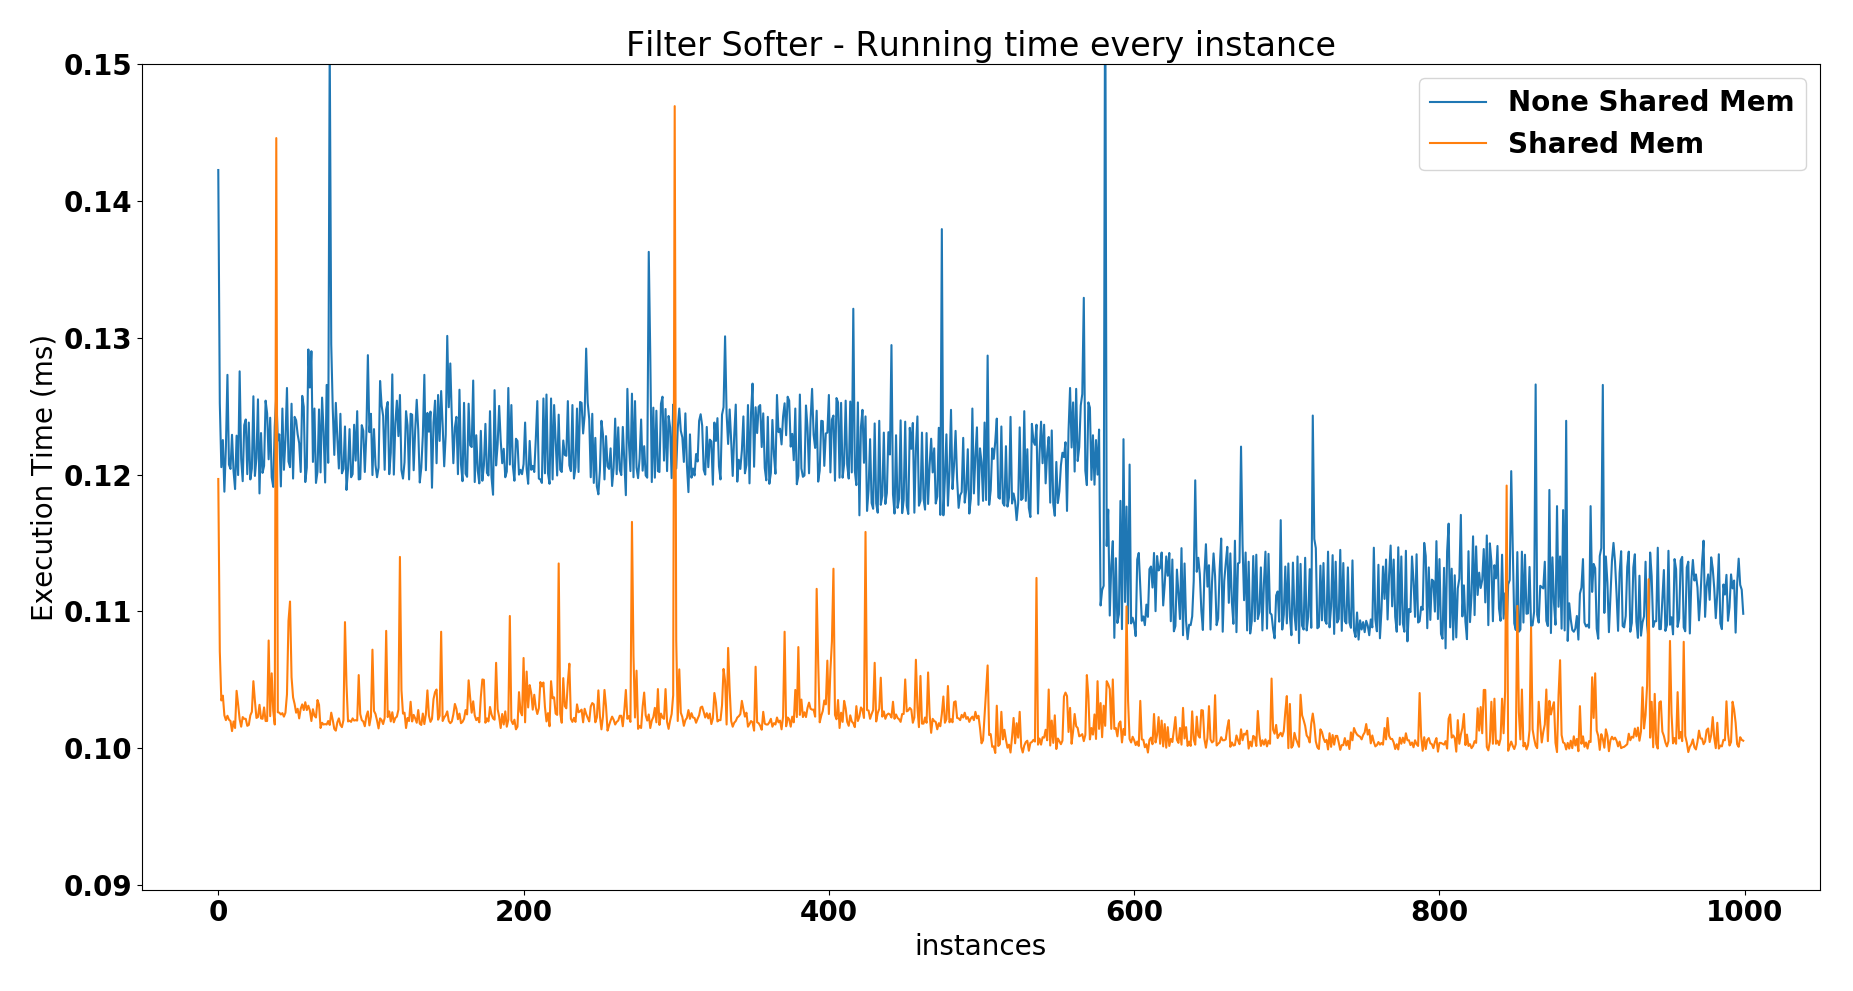 Filter Softer - Running time every instance
None Shared Mem
Shared Mem
Execution Time (ms)
0.15
0.14
0.13
0.12
0.11
0.10
0.09
0 200 400 600 800 1000
instances